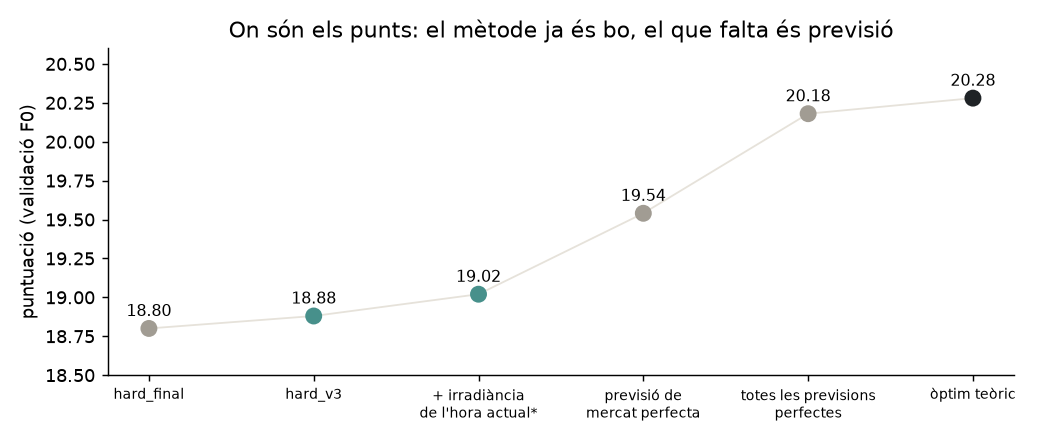 On són els punts: el mètode ja és bo, el que falta és previsió
puntuació (validació F0)
20.50
20.25
20.00
19.75
19.50
19.25
19.00
18.75
18.50
18.80
18.88
19.02
19.54
20.18
20.28
hard_final
hard_v3
+ irradiància
de l'hora actual*
previsió de
mercat perfecta
totes les previsions
perfectes
òptim teòric